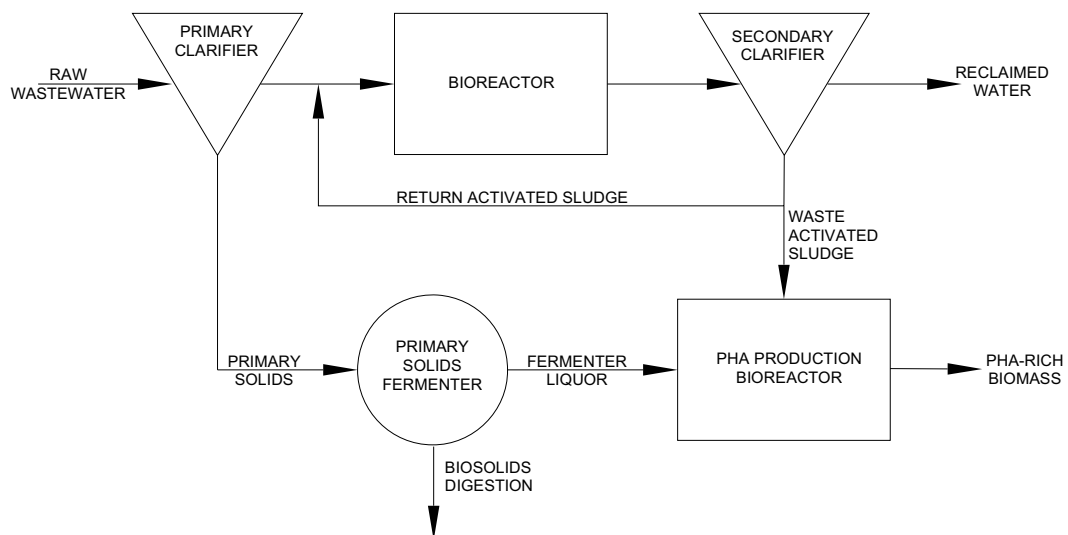 PRIMARY
CLARIFIER
SECONDARY
CLARIFIER
RAW
WASTEWATER
BIOREACTOR
RECLAIMED
WATER
RETURN ACTIVATED SLUDGE
WASTE
ACTIVATED
SLUDGE
PRIMARY
SOLIDS
PRIMARY
SOLIDS
FERMENTER
FERMENTER
LIQUOR
PHA PRODUCTION
BIOREACTOR
PHA-RICH
BIOMASS
BIOSOLIDS
DIGESTION